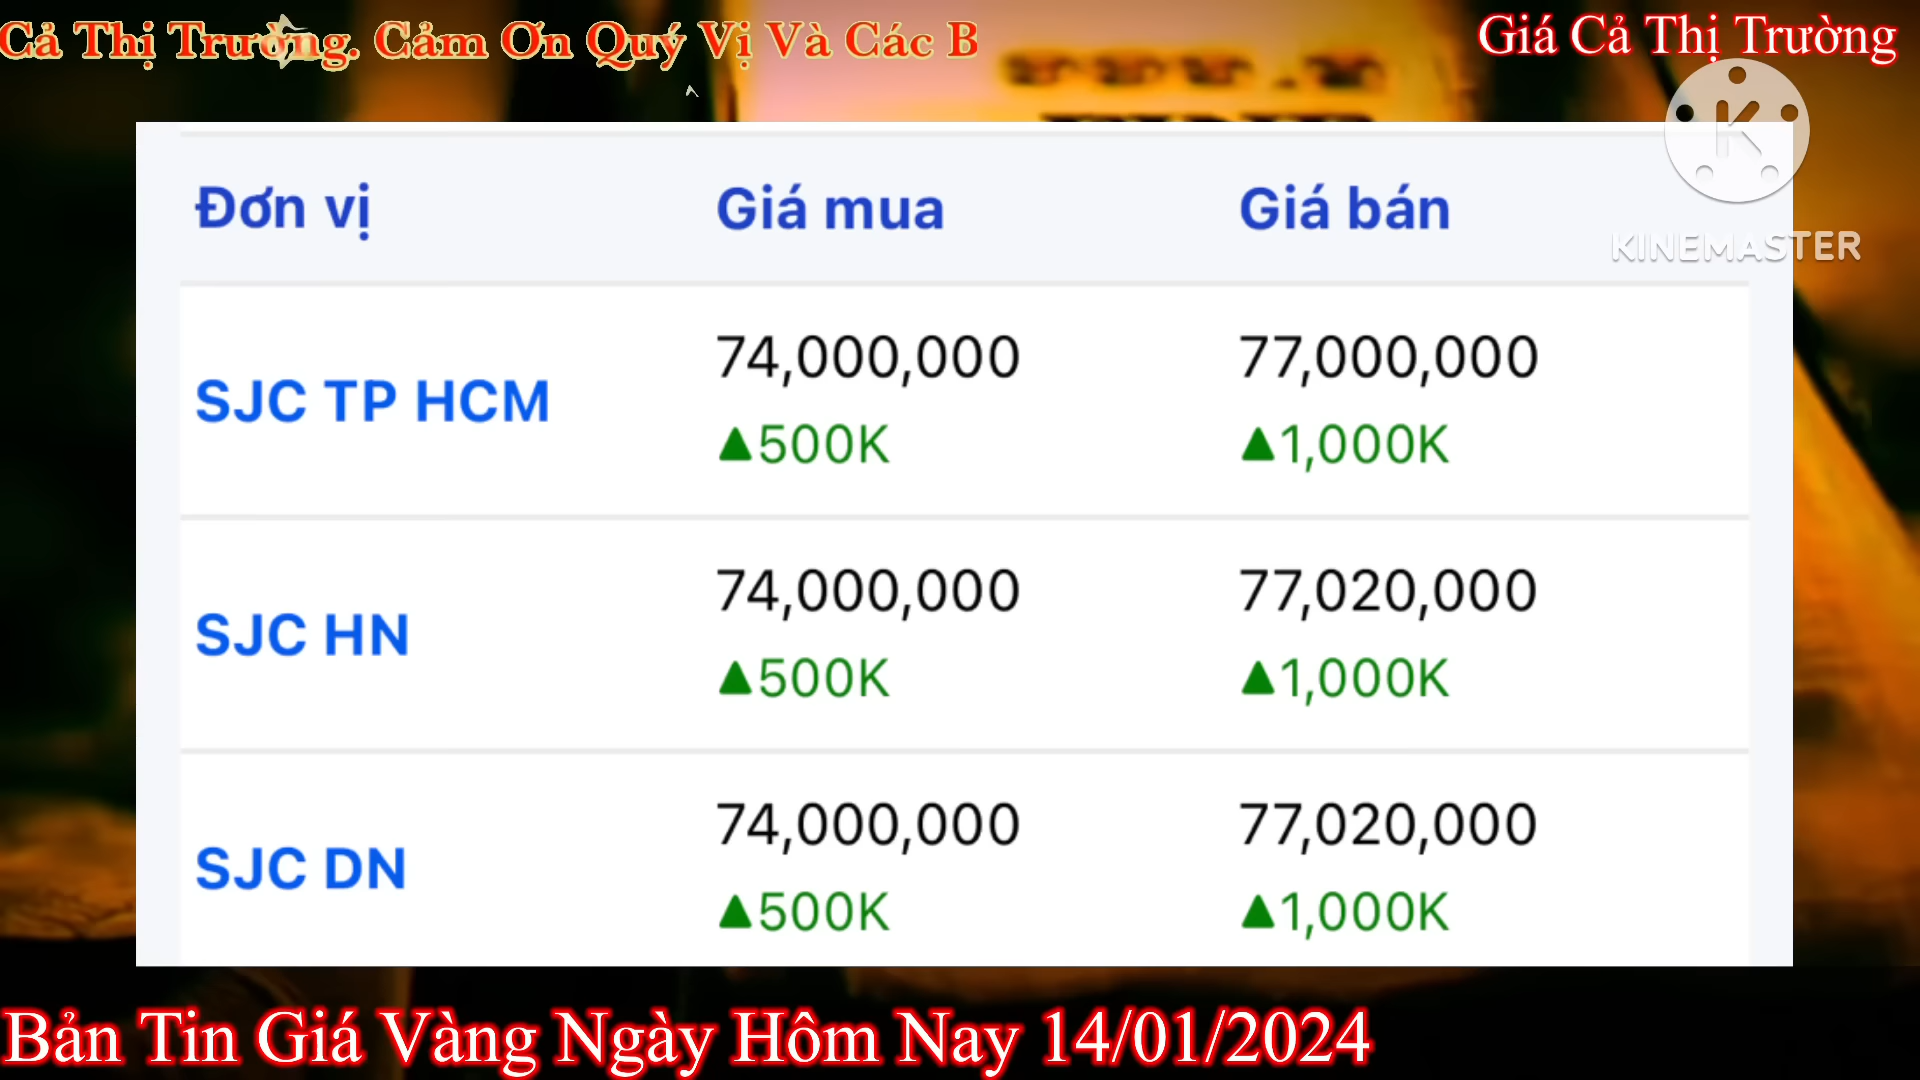 Cả Thị Trường. Cảm Ơn Quý Vị Và Các B
Giá Cả Thị Trường
K
KINEMASTER
Đơn vị Giá mua Giá bán
74,000,000 77,000,000
SJC TP HCM
▲500K ▲1,000K
74,000,000 77,020,000
SJC HN
▲500K ▲1,000K
74,000,000 77,020,000
SJC DN
▲500K ▲1,000K
Bản Tin Giá Vàng Ngày Hôm Nay 14/01/2024